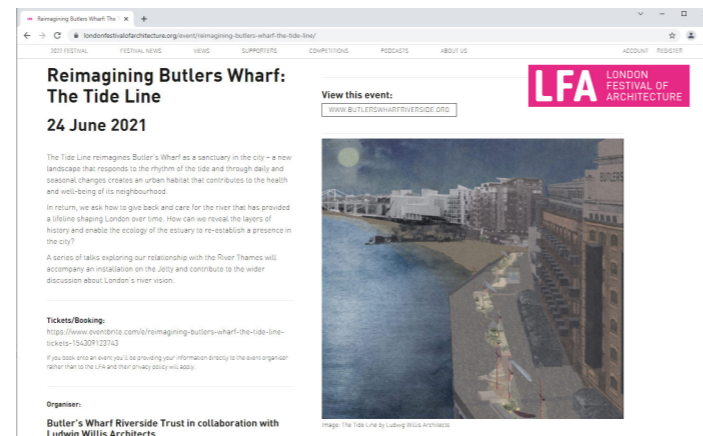 Reimagining Butlers Wharf: The T
londonfestivalofarchitecture.org/event/reimagining-butlers-wharf-the-tide-line/
FESTIVAL NEWS VIEWS SUPPORTERS COMPETITIONS PODCASTS ABOUT US ACCOUNT REGISTER
Reimagining Butlers Wharf:
The Tide Line
24 June 2021
The Tide Line reimagines Butler's Wharf as a sanctuary in the city – a new
landscape that responds to the rhythm of the tide and through daily and
seasonal changes creates an urban habitat that contributes to the health
and well-being of its neighbourhood.
In return, we ask how to give back and care for the river that has provided
a lifeline shaping London over time. How can we reveal the layers of
history and enable the ecology of the estuary to re-establish a presence in
the city?
A series of talks exploring our relationship with the River Thames will
accompany an installation on the Jetty and contribute to the wider
discussion about London's river vision.
Tickets/Booking:
https://www.eventbrite.com/e/reimagining-butlers-wharf-the-tide-line-
tickets-154309123743
If you book onto an event you'll be providing your information directly to the event organiser
rather than to the LFA and their privacy policy will apply.
Organiser:
Butler's Wharf Riverside Trust in collaboration with
Ludwig Willis Architects
View this event:
WWW.BUTLERSWHARFRIVERSIDE.ORG
LFA
LONDON
FESTIVAL OF
ARCHITECTURE
BUTLERS
Image: The Tide Line by Ludwig Willis Architects